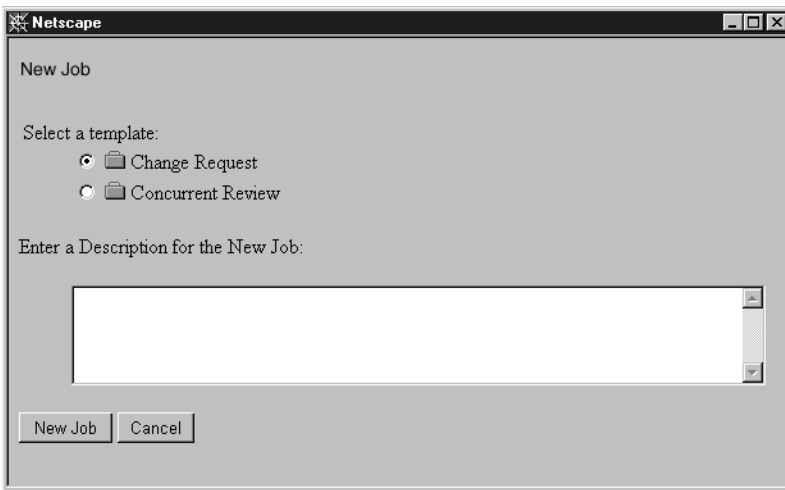 Netscape
New Job
Select a template:
Change Request
Concurrent Review
Enter a Description for the New Job:
New Job Cancel